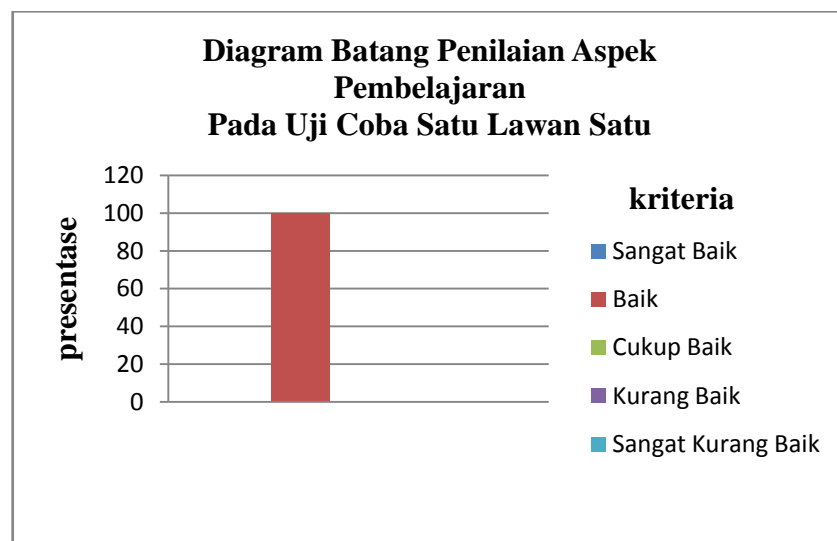 Diagram Batang Penilaian Aspek
Pembelajaran
Pada Uji Coba Satu Lawan Satu
presentase
120
100
80
60
40
20
0
kriteria
Sangat Baik
Baik
Cukup Baik
Kurang Baik
Sangat Kurang Baik